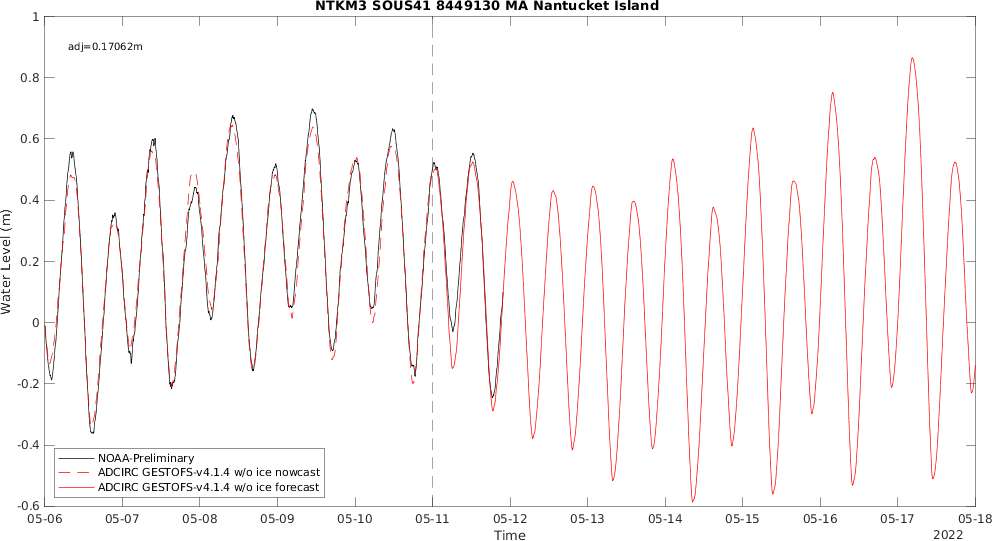 NTKM3 SOUS41 8449130 MA Nantucket Island
1
adj=0.17062m
0.8
0.6
0.4
0.2
0
-0.2
-0.4
-0.6
Water Level (m)
NOAA-Preliminary
ADCIRC GESTOFS-v4.1.4 w/o ice nowcast
ADCIRC GESTOFS-v4.1.4 w/o ice forecast
05-06 05-07 05-08 05-09 05-10 05-11 05-12 05-13 05-14 05-15 05-16 05-17 05-18
Time
2022